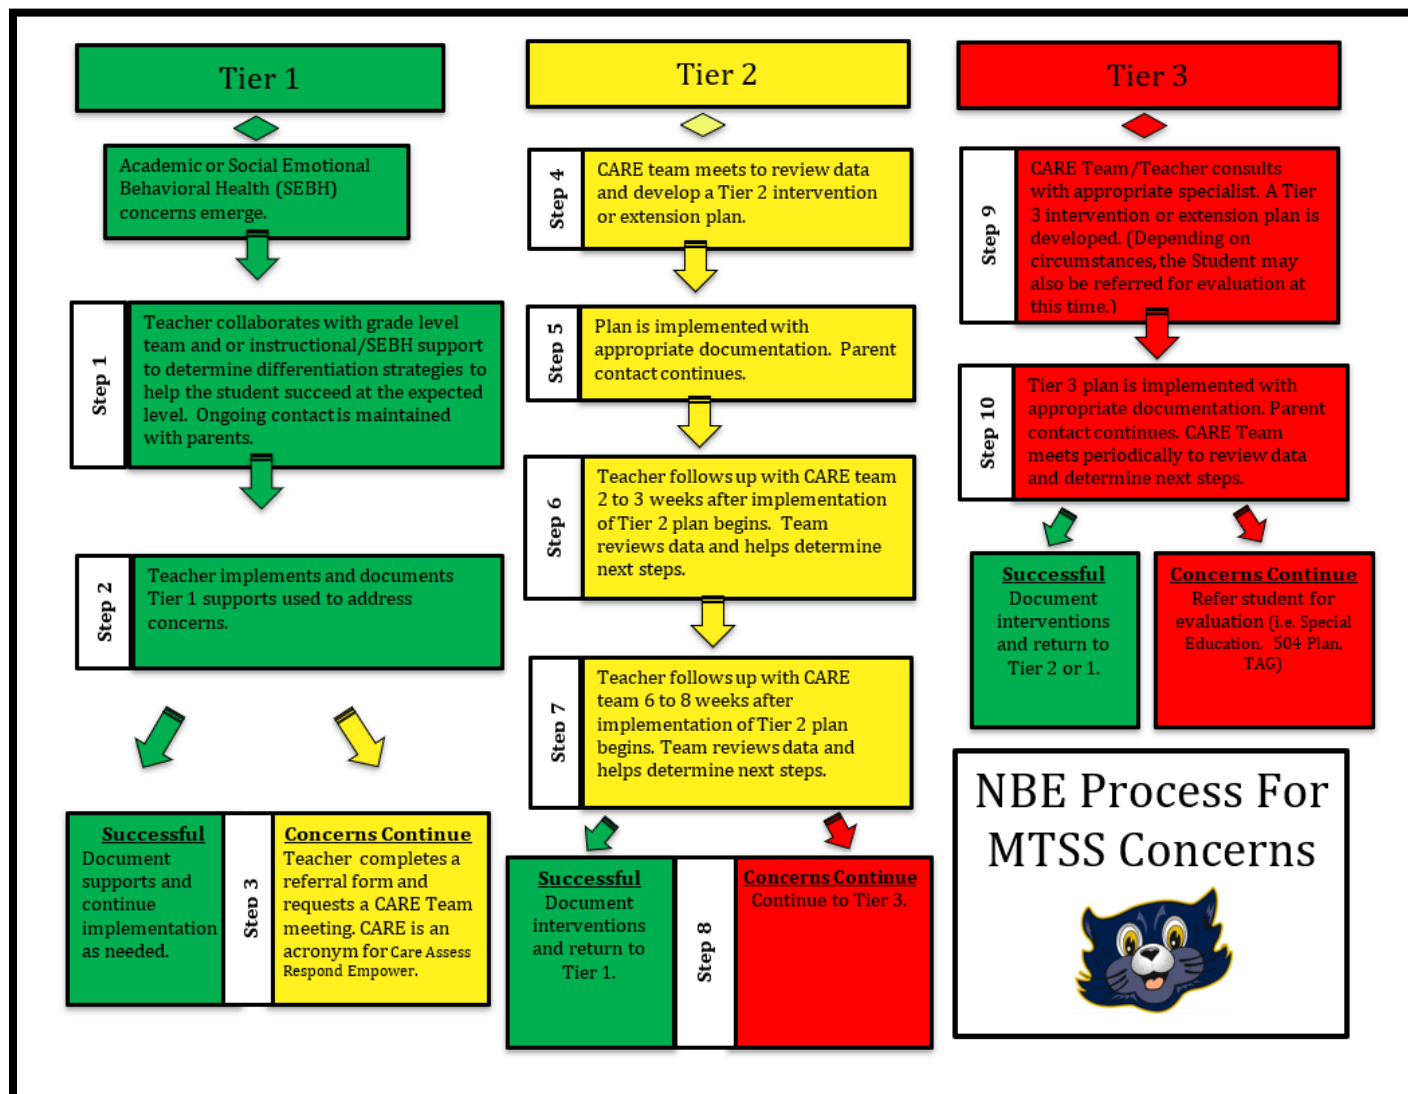 Tier 1
Academic or Social Emotional
Behavioral Health (SEBH)
concerns emerge.
Step 1
Teacher collaborates with grade level
team and or instructional/SEBH support
to determine differentiation strategies to
help the student succeed at the expected
level.  Ongoing contact is maintained
with parents.
Step 2
Teacher implements and documents
Tier 1 supports used to address
concerns.
Successful
Document
supports and
continue
implementation
as needed.
Step 3
Concerns Continue
Teacher completes a
referral form and
requests a CARE Team
meeting. CARE is an
acronym for Care Assess
Respond Empower.
Tier 2
Step 4
CARE team meets to review data
and develop a Tier 2 intervention
or extension plan.
Step 5
Plan is implemented with
appropriate documentation.  Parent
contact continues.
Step 6
Teacher follows up with CARE team
2 to 3 weeks after implementation
of Tier 2 plan begins.  Team
reviews data and helps determine
next steps.
Step 7
Teacher follows up with CARE
team 6 to 8 weeks after
implementation of Tier 2 plan
begins. Team reviews data and
helps determine next steps.
Successful
Document
interventions
and return to
Tier 1.
Step 8
Concerns Continue
Continue to Tier 3.
Tier 3
Step 9
CARE Team/Teacher consults
with appropriate specialist. A Tier
3 intervention or extension plan is
developed. (Depending on
circumstances, the Student may
also be referred for evaluation at
this time.)
Step 10
Tier 3 plan is implemented with
appropriate documentation. Parent
contact continues. CARE Team
meets periodically to review data
and determine next steps.
Successful
Document
interventions
and return to
Tier 2 or 1.
Concerns Continue
Refer student for
evaluation (i.e. Special
Education,  504 Plan,
TAG)
NBE Process For
MTSS Concerns